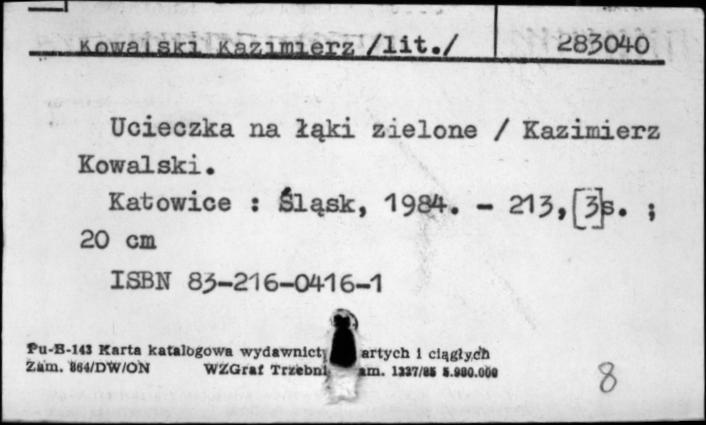 Kowalski Kazimierz /lit./ 283040
Ucieczka na łąki zielone / Kazimierz
Kowalski.
Katowice : Śląsk, 1984. - 213,[3]s. ;
20 cm
ISBN 83-216-0416-1
Pu-B-143 Karta katalogowa wydawnict artych i ciągłych
Zam. 864/DW/ON WZGraf Trzebni am. 1337/85 5.900.000
8